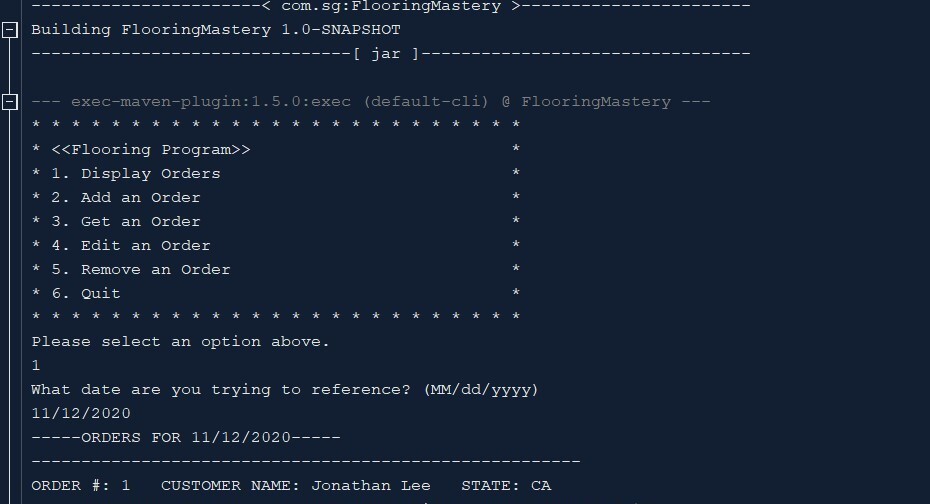 -----------------------< com.sg:FlooringMastery >-----------------------
Building FlooringMastery 1.0-SNAPSHOT
--------------------------------[ jar ]---------------------------------
--- exec-maven-plugin:1.5.0:exec (default-cli) @ FlooringMastery ---
* * * * * * * * * * * * * * * * * * * * * * * * *
* <<Flooring Program>>                          *
* 1. Display Orders                             *
* 2. Add an Order                               *
* 3. Get an Order                               *
* 4. Edit an Order                              *
* 5. Remove an Order                            *
* 6. Quit                                       *
* * * * * * * * * * * * * * * * * * * * * * * * *
Please select an option above.
1
What date are you trying to reference? (MM/dd/yyyy)
11/12/2020
-----ORDERS FOR 11/12/2020-----
-------------------------------------------------------
ORDER #: 1   CUSTOMER NAME: Jonathan Lee   STATE: CA